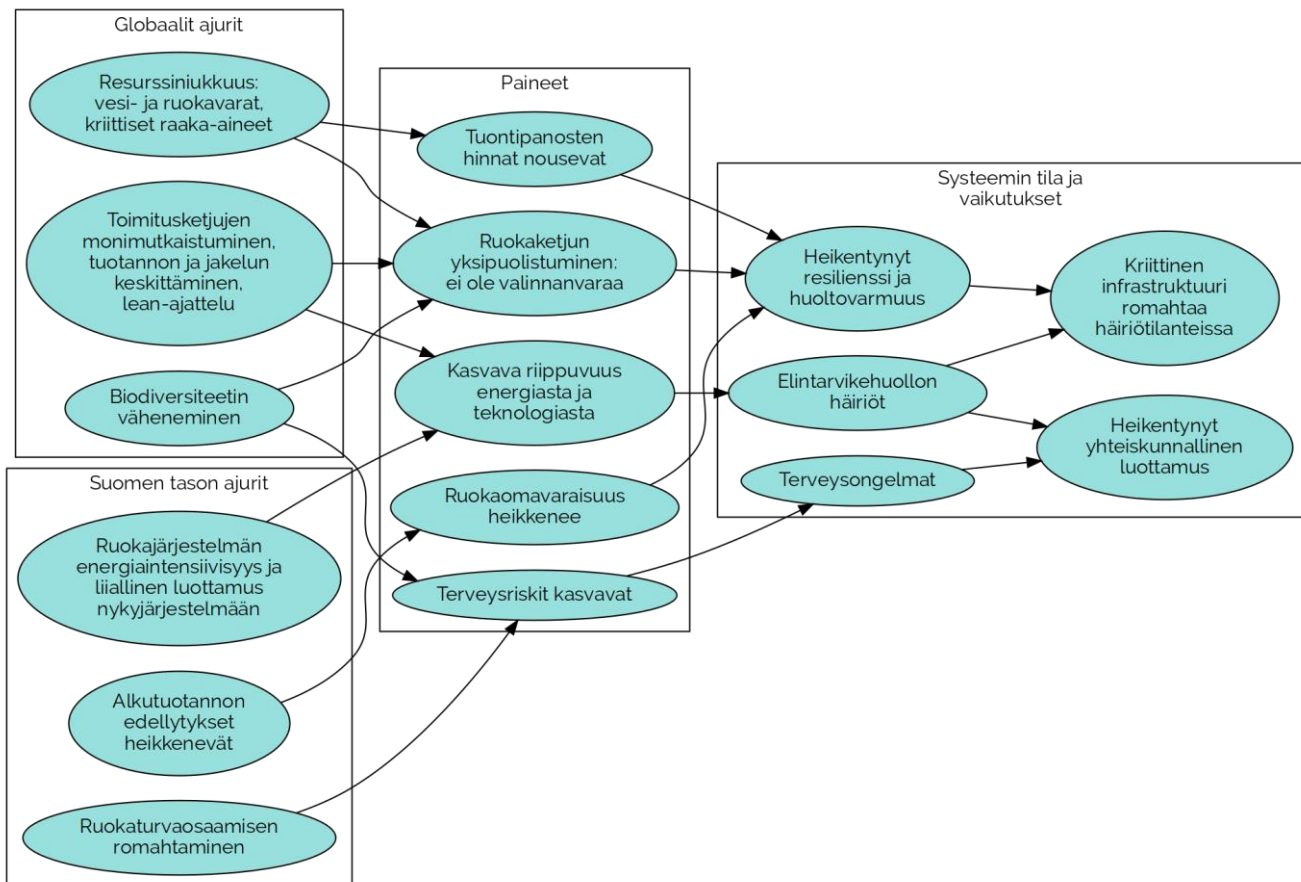 Globaalit ajurit
Resurssiniukkuus:
vesi- ja ruokavarat,
kriittiset raaka-aineet
Toimitusketjujen
monimutkaistuminen,
tuotannon ja jakelun
keskittäminen,
lean-ajattelu
Biodiversiteetin
väheneminen
Suomen tason ajurit
Ruokajärjestelmän
energiaintensiivisyys ja
liiallinen luottamus
nykyjärjestelmään
Alkutuotannon
edellytykset
heikkenevät
Ruokaturvaosaamisen
romahtaminen
Paineet
Tuontipanosten
hinnat nousevat
Ruokaketjun
yksipuolistuminen:
ei ole valinnanvaraa
Kasvava riippuvuus
energiasta ja
teknologiasta
Ruokaomavaraisuus
heikkenee
Terveysriskit kasvavat
Systeemin tila ja
vaikutukset
Heikentynyt
resilienssi ja
huoltovarmuus
Elintarvikehuollon
häiriöt
Terveysongelmat
Kriittinen
infrastruktuuri
romahtaa
häiriötilanteissa
Heikentynyt
yhteiskunnallinen
luottamus